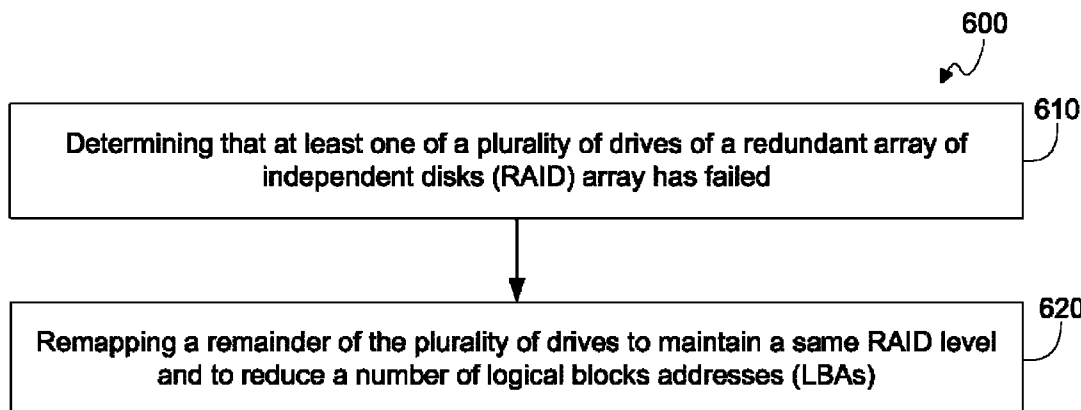 600
610
Determining that at least one of a plurality of drives of a redundant array of
independent disks (RAID) array has failed
620
Remapping a remainder of the plurality of drives to maintain a same RAID level
and to reduce a number of logical blocks addresses (LBAs)